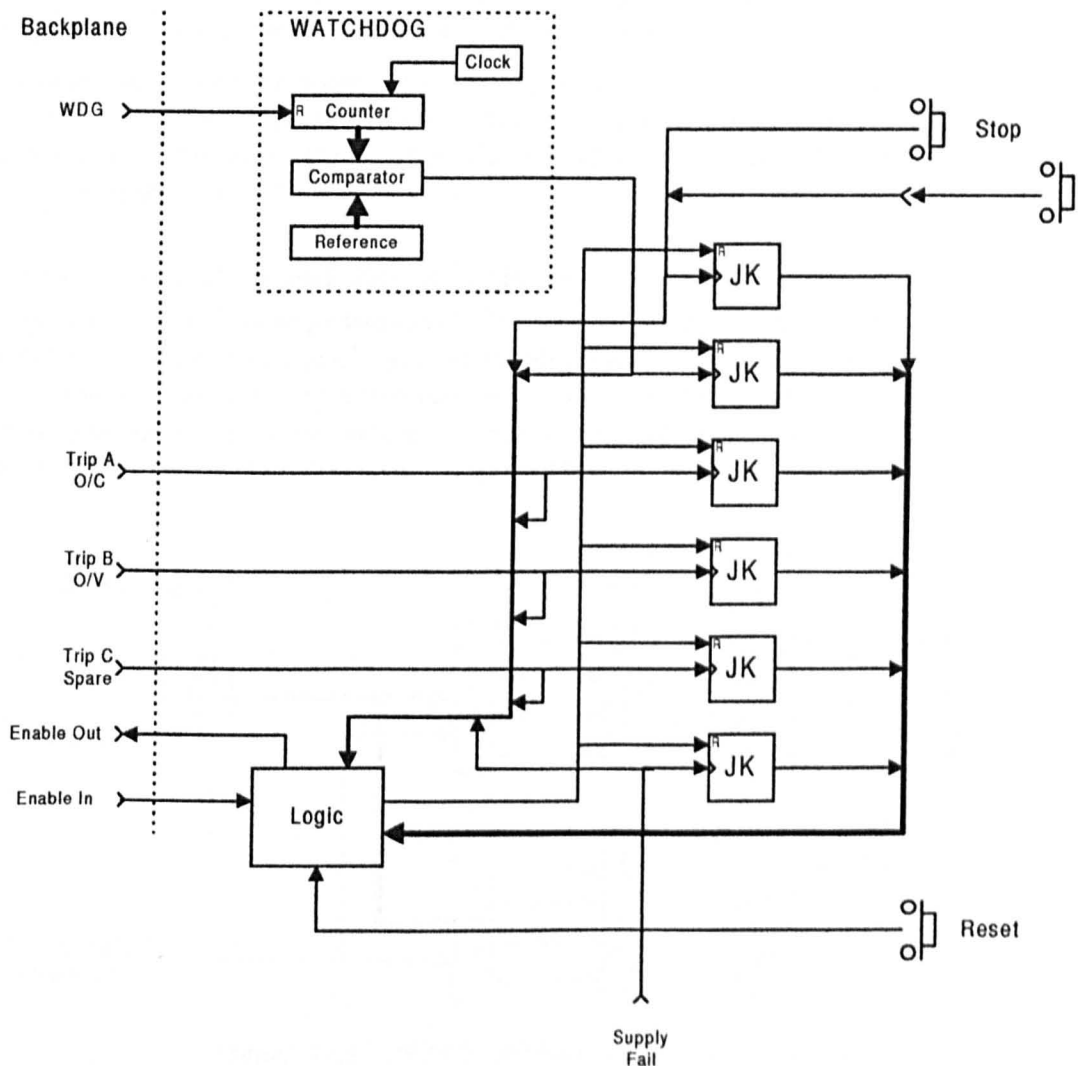 Backplane
WATCHDOG
Clock
WDG
R
Counter
Stop
Comparator
Reference
R
JK
R
JK
Trip A
O/C
R
JK
Trip B
O/V
R
JK
Trip C
Spare
R
JK
Enable Out
R
JK
Enable In
Logic
Reset
Supply
Fail